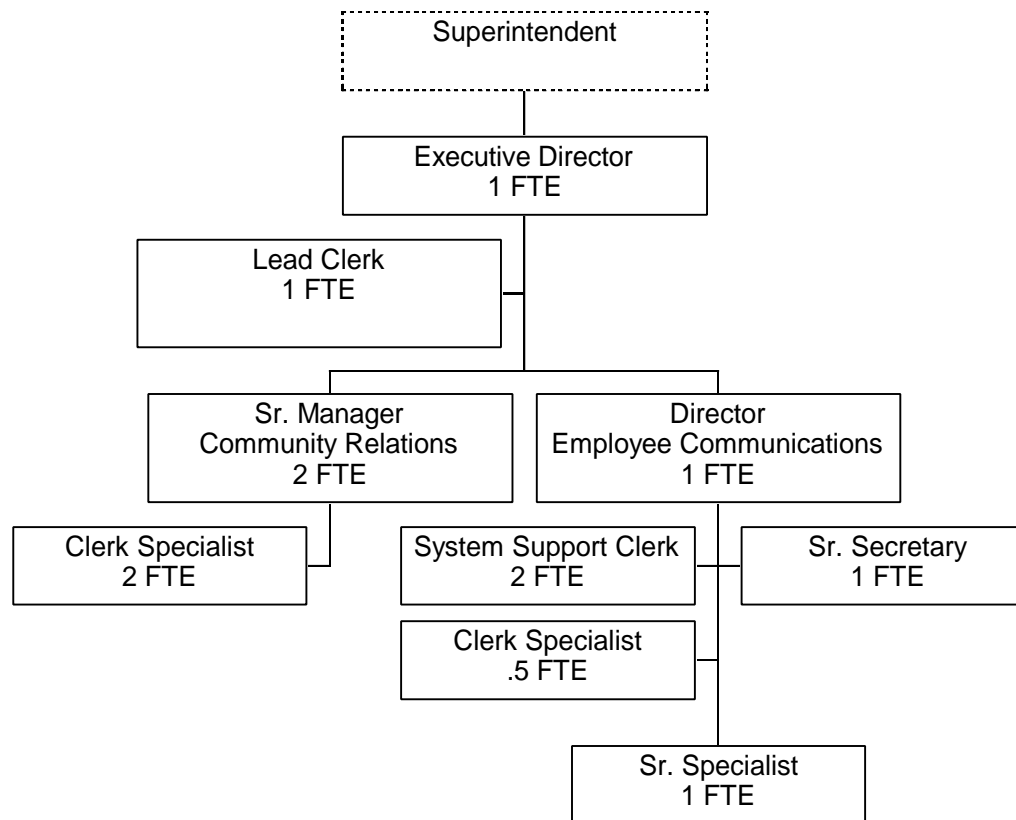 Superintendent
Executive Director
1 FTE
Lead Clerk
1 FTE
Sr. Manager
Community Relations
2 FTE
Director
Employee Communications
1 FTE
Clerk Specialist
2 FTE
System Support Clerk
2 FTE
Sr. Secretary
1 FTE
Clerk Specialist
.5 FTE
Sr. Specialist
1 FTE